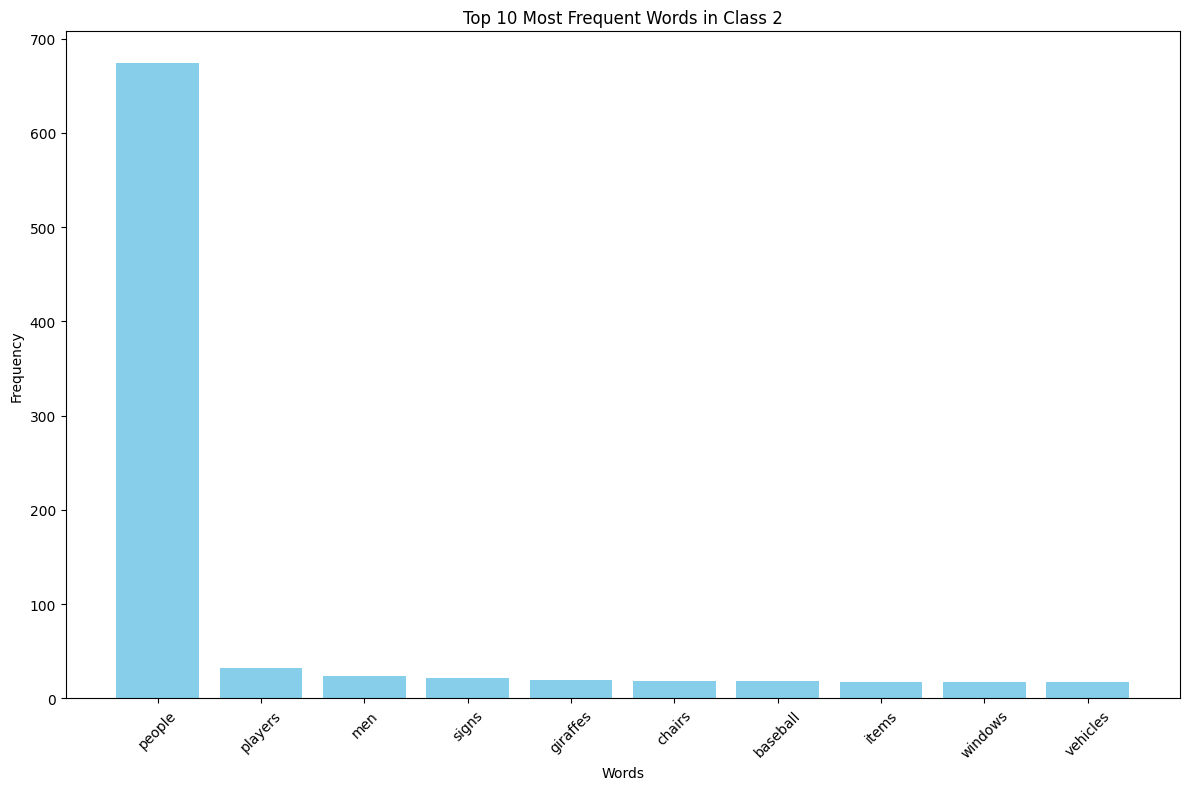 Top 10 Most Frequent Words in Class 2
700
600
500
400
300
200
100
0
Frequency
people
players
men
signs
giraffes
chairs
baseball
items
windows
vehicles
Words